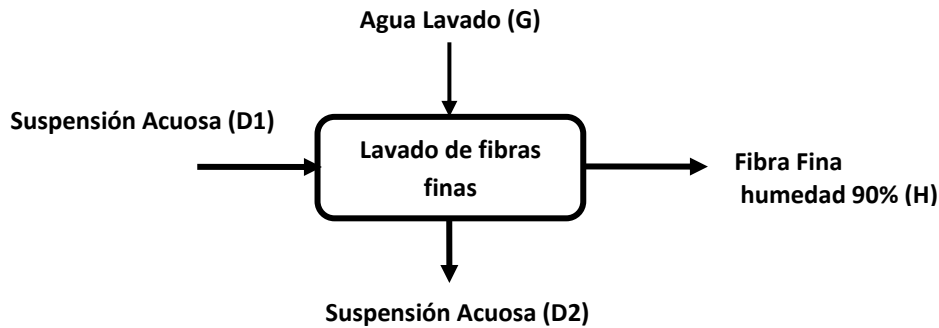 Agua Lavado (G)
Suspensión Acuosa (D1)
Lavado de fibras
finas
Fibra Fina
humedad 90% (H)
Suspensión Acuosa (D2)